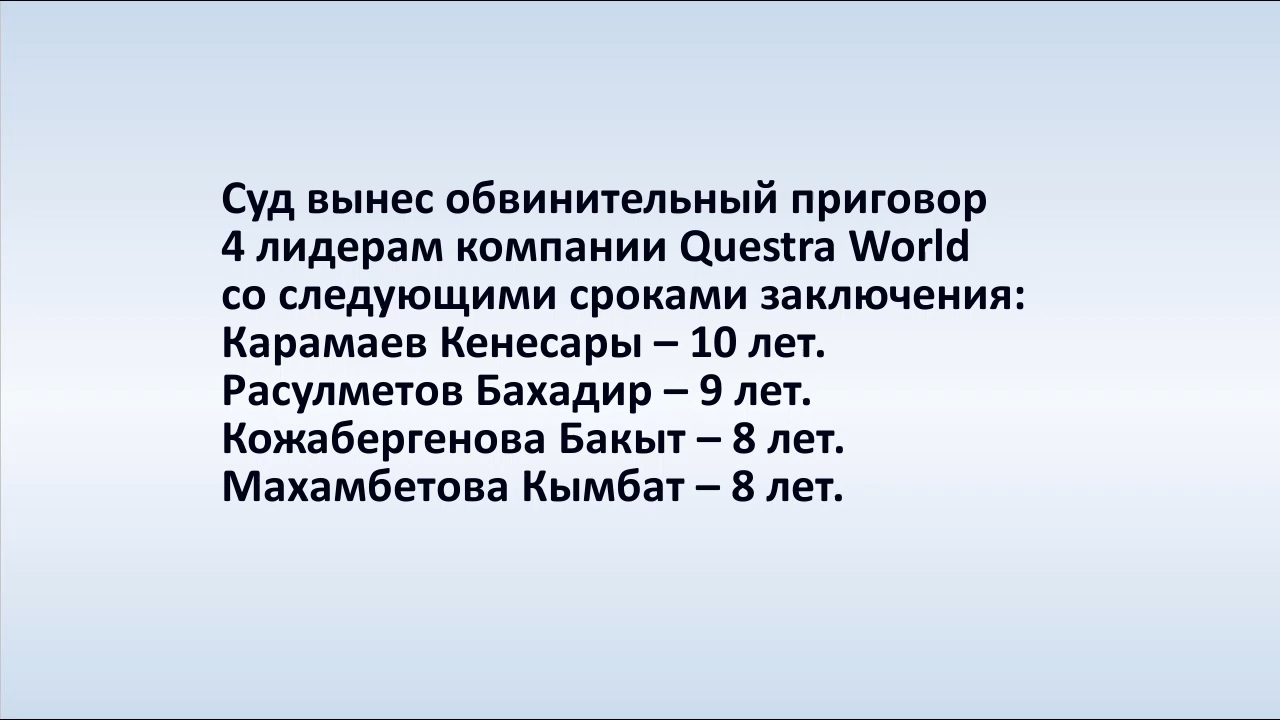 Суд вынес обвинительный приговор
4 лидерам компании Questra World
со следующими сроками заключения:
Карамаев Кенесары – 10 лет.
Расулметов Бахадир – 9 лет.
Кожабергенова Бакыт – 8 лет.
Махамбетова Кымбат – 8 лет.